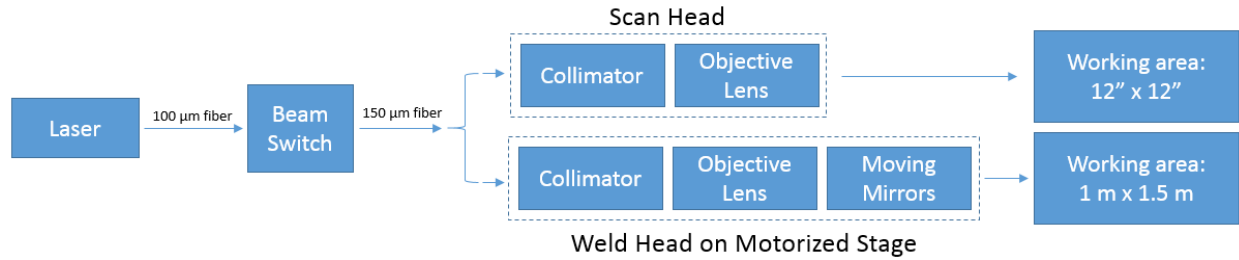 Scan Head
Laser
100 μm fiber
Beam
Switch
150 μm fiber
Collimator
Objective
Lens
Working area:
12” x 12”
Collimator
Objective
Lens
Moving
Mirrors
Working area:
1 m x 1.5 m
Weld Head on Motorized Stage